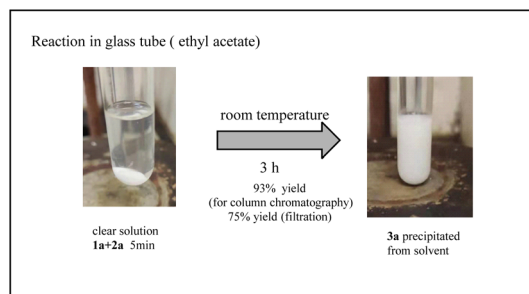 Reaction in glass tube ( ethyl acetate)
room temperature
3 h
93% yield
(for column chromatography)
75% yield (filtration)
clear solution
1a+2a 5min
3a precipitated
from solvent